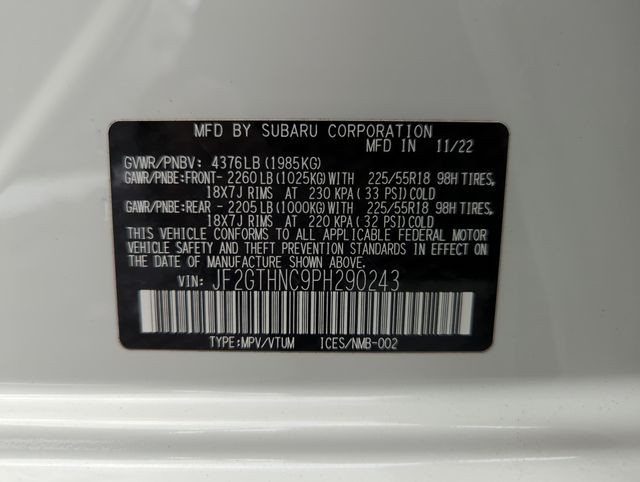 MFD BY SUBARU CORPORATION
MFD IN 11/22
GVWR/PNBV: 4376LB(1985KG)
GAWR/PNBE:FRONT- 2260LB(1025KG)WITH 225/55R18 98H TIRES,
18X7J RIMS AT 230 KPA(33 PSI)COLD
GAWR/PNBE:REAR - 2205LB(1000KG)WITH 225/55R18 98H TIRES,
18X7J RIMS AT 220 KPA(32 PSI)COLD
THIS VEHICLE CONFORMS TO ALL APPLICABLE FEDERAL MOTOR
VEHICLE SAFETY AND THEFT PREVENTION STANDARDS IN EFFECT
ON THE DATE OF MANUFACTURE SHOWN ABOVE.
VIN: JF2GTHNC9PH290243
TYPE:MPV/VTUM ICES/NMB-002